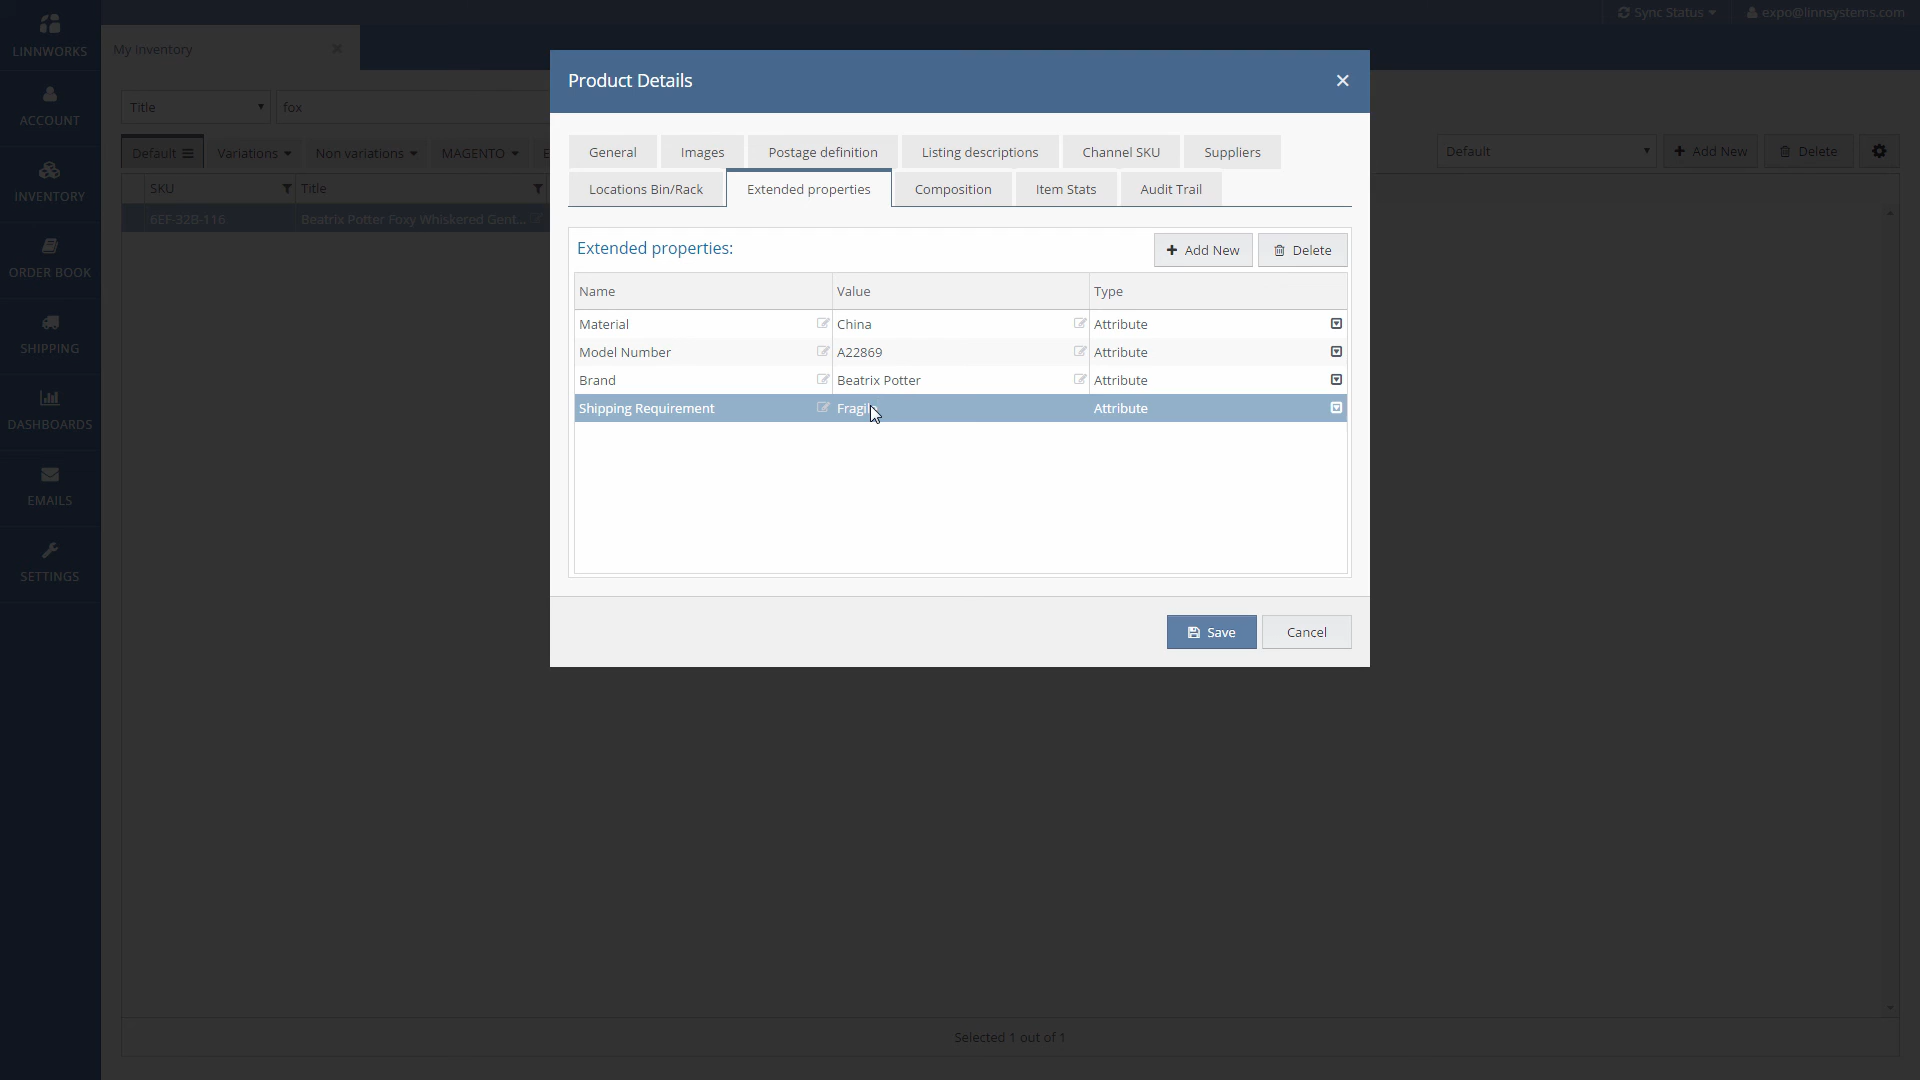 LINNWORKS
Sync Status
expo@linnsystems.com
My inventory
ACCOUNT
INVENTORY
ORDER BOOK
SHIPPING
DASHBOARDS
EMAILS
SETTINGS
Title
fox
Default
Variations
Non variations
MAGENTO
E
Default
Add New
Delete
SKU
Title
6EF-32B-116
Beatrix Potter Foxy Whiskered Gent...
Product Details
General
Images
Postage definition
Listing descriptions
Channel SKU
Suppliers
Locations Bin/Rack
Extended properties
Composition
Item Stats
Audit Trail
Extended properties:
Add New
Delete
Name Value Type
Material China Attribute
Model Number A22869 Attribute
Brand Beatrix Potter Attribute
Shipping Requirement Attribute
Save
Cancel
Selected 1 out of 1